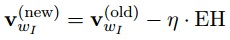 𝐯_{w_I}^{(new)} = 𝐯_{w_I}^{(old)} − η · EH